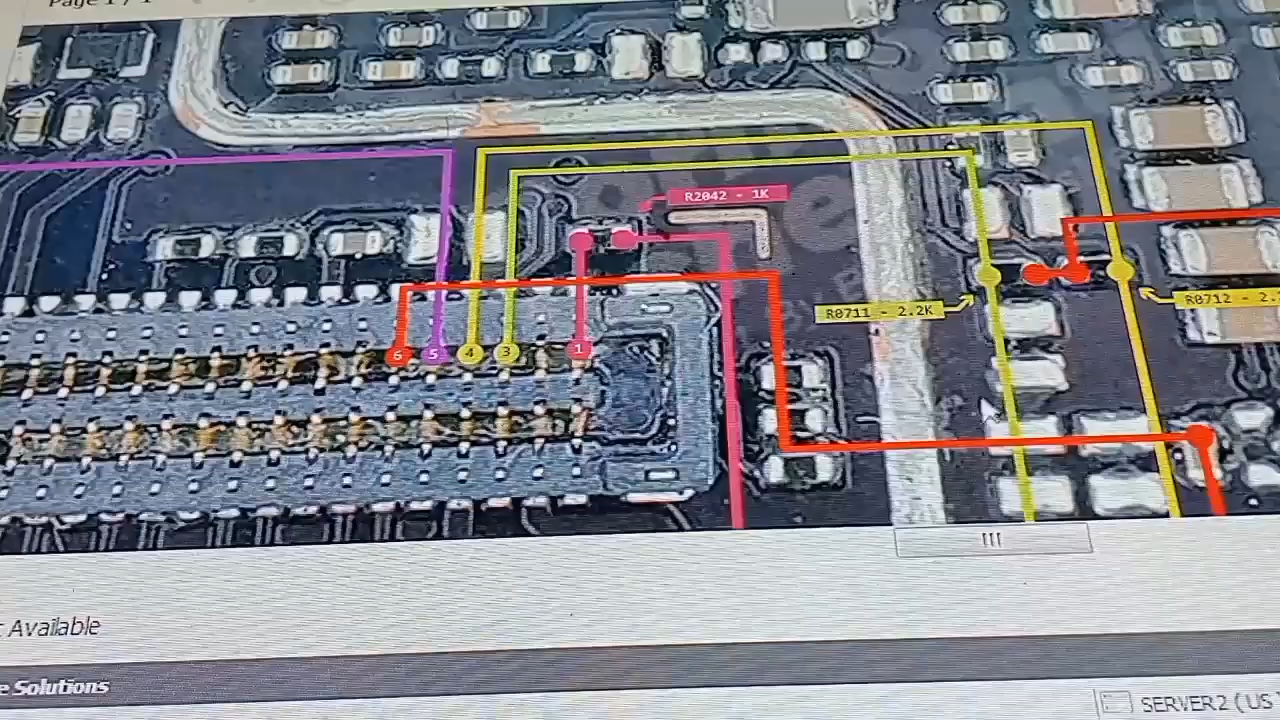 Page 1 / 1
R2042 - 1K
R0711 - 2.2K
R0712 - 2.
6
5
4
3
1
: Available
e Solutions
SERVER2 ( US